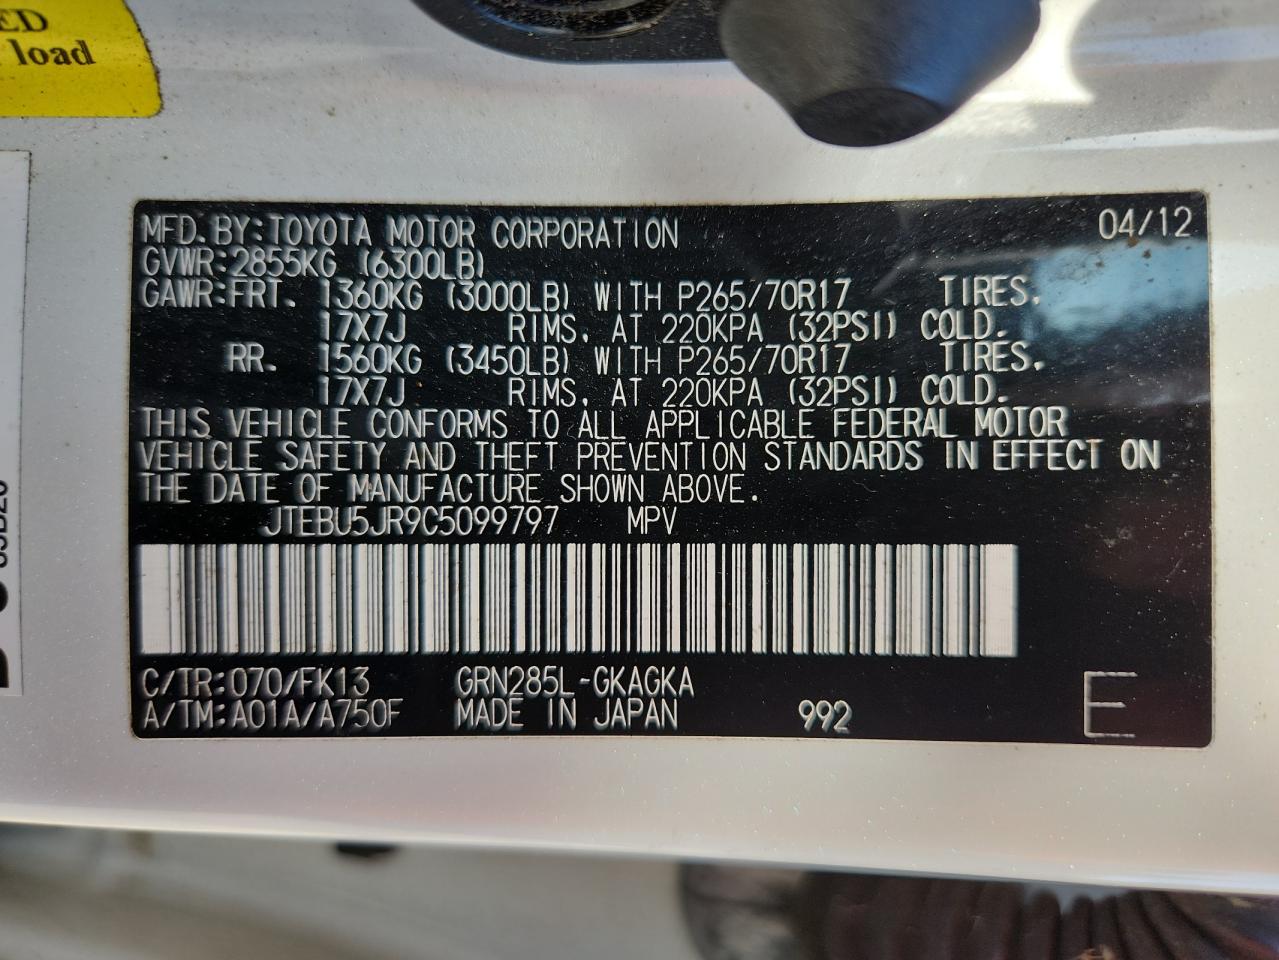 ED
load
MFD. BY:TOYOTA MOTOR CORPORATION 04/12
GVWR:2855KG (6300LB)
GAWR:FRT. 1360KG (3000LB) WITH P265/70R17 TIRES,
17X7J RIMS, AT 220KPA (32PSI) COLD.
RR. 1560KG (3450LB) WITH P265/70R17 TIRES,
17X7J RIMS, AT 220KPA (32PSI) COLD.
THIS VEHICLE CONFORMS TO ALL APPLICABLE FEDERAL MOTOR
VEHICLE SAFETY AND THEFT PREVENTION STANDARDS IN EFFECT ON
THE DATE OF MANUFACTURE SHOWN ABOVE.
JTEBU5JR9C5099797 MPV
C/TR:070/FK13 GRN285L-GKAGKA
A/TM:A01A/A750F MADE IN JAPAN 992 E